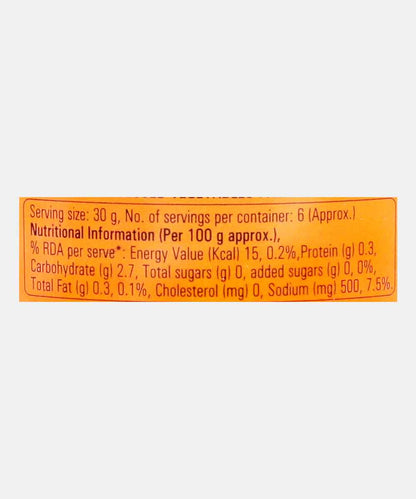 Serving size: 30 g, No. of servings per container: 6 (Approx.)
Nutritional Information (Per 100 g approx.),
% RDA per serve*: Energy Value (Kcal) 15, 0.2%,Protein (g) 0.3,
Carbohydrate (g) 2.7, Total sugars (g) 0, added sugars (g) 0, 0%,
Total Fat (g) 0.3, 0.1%, Cholesterol (mg) 0, Sodium (mg) 500, 7.5%.